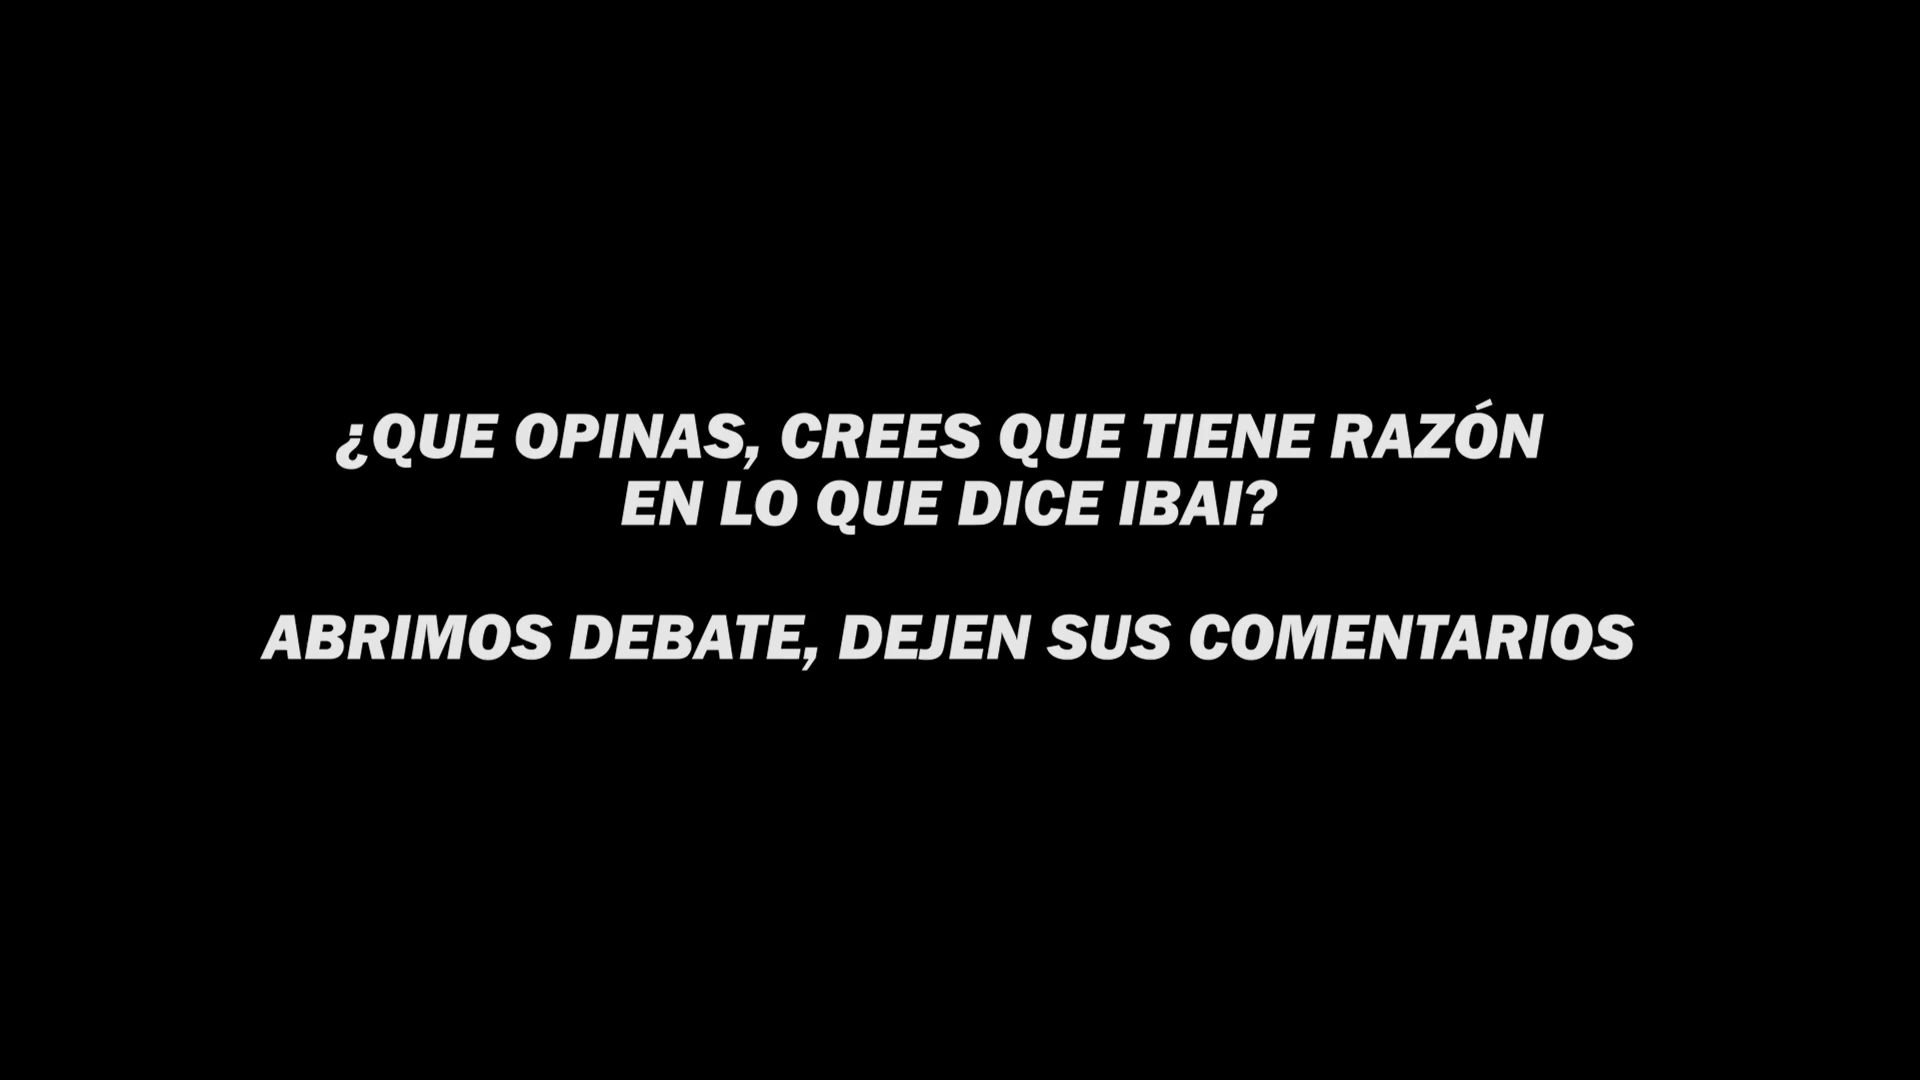 ¿QUE OPINAS, CREES QUE TIENE RAZÓN
EN LO QUE DICE IBAI?
ABRIMOS DEBATE, DEJEN SUS COMENTARIOS